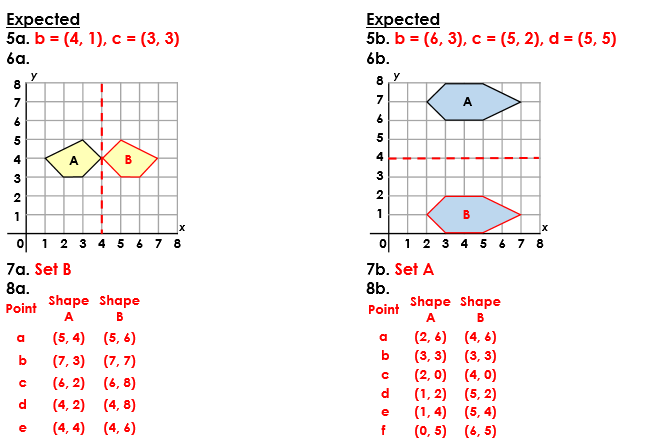 Expected
5a. b = (4, 1), c = (3, 3)
6a.
y
8
7
6
5
4
3
2
1
A
B
x
0 1 2 3 4 5 6 7 8
7a. Set B
8a.
Point Shape A Shape B
a (5, 4) (5, 6)
b (7, 3) (7, 7)
c (6, 2) (6, 8)
d (4, 2) (4, 8)
e (4, 4) (4, 6)
Expected
5b. b = (6, 3), c = (5, 2), d = (5, 5)
6b.
y
8
7
6
5
4
3
2
1
A
B
x
0 1 2 3 4 5 6 7 8
7b. Set A
8b.
Point Shape A Shape B
a (2, 6) (4, 6)
b (3, 3) (3, 3)
c (2, 0) (4, 0)
d (1, 2) (5, 2)
e (1, 4) (5, 4)
f (0, 5) (6, 5)